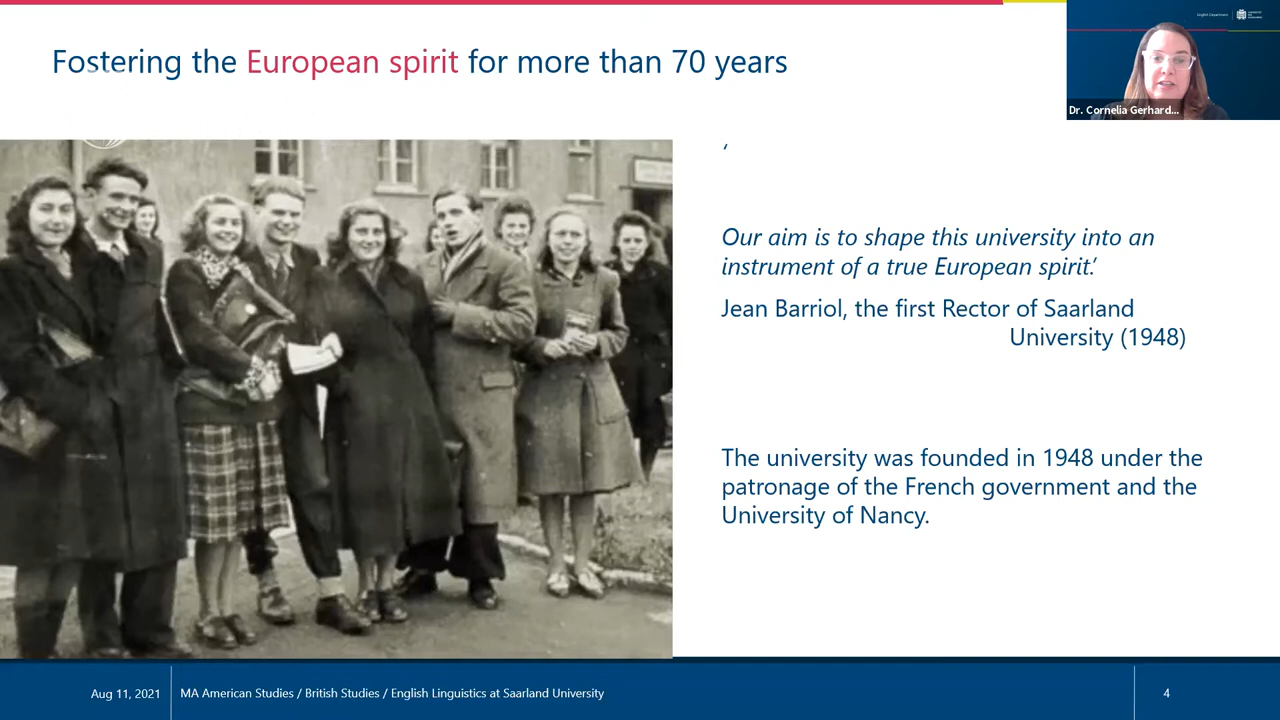 Fostering the European spirit for more than 70 years
English Department
Dr. Cornelia Gerhard...
‚
Our aim is to shape this university into an
instrument of a true European spirit.’
Jean Barriol, the first Rector of Saarland
University (1948)
The university was founded in 1948 under the
patronage of the French government and the
University of Nancy.
Aug 11, 2021
MA American Studies / British Studies / English Linguistics at Saarland University
4